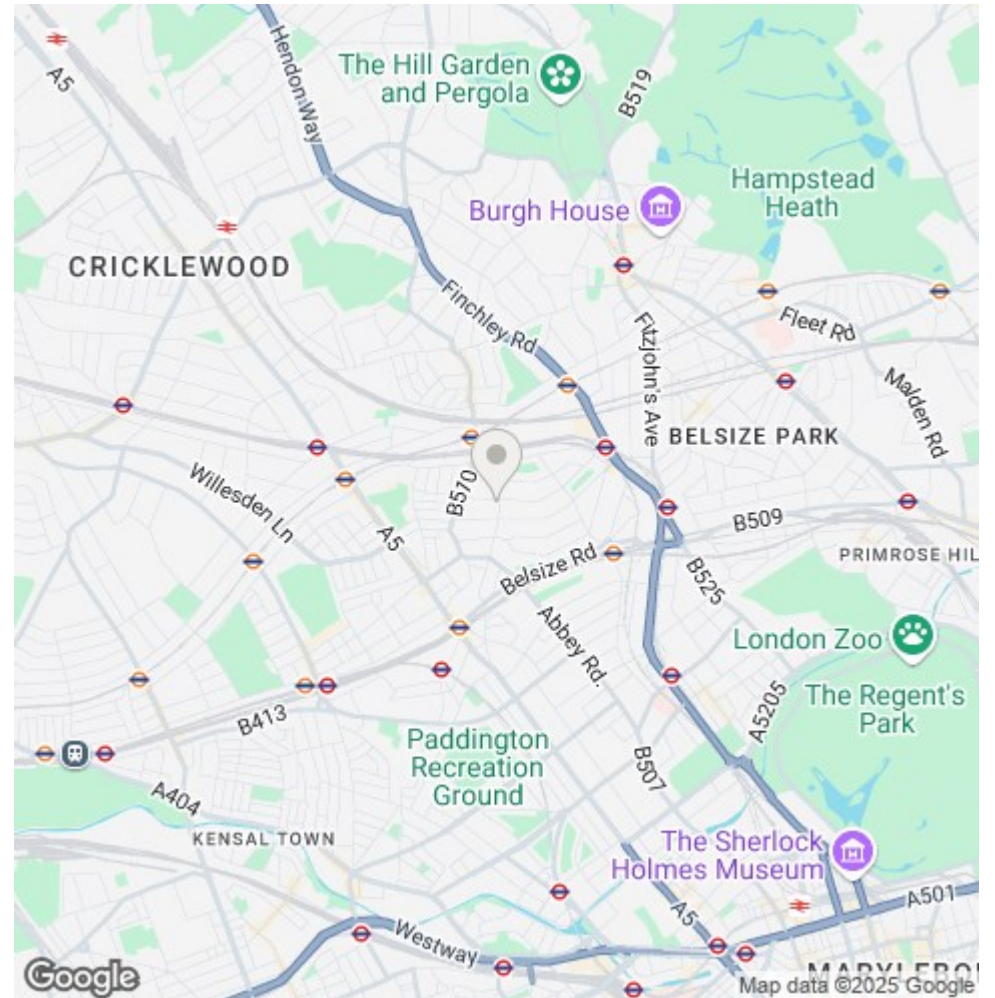 A5
Hendon Way
The Hill Garden
and Pergola
B519
Hampstead
Heath
Burgh House
CRICKLEWOOD
Finchley Rd
Fitzjohn's Ave
Fleet Rd
Malden Rd
BELSIZE PARK
Willesden Ln
B510
A5
B509
Belsize Rd
B525
PRIMROSE HIL
Abbey Rd.
London Zoo
The Regent's
Park
A5205
B413
Paddington
Recreation
Ground
B507
A404
KENSAL TOWN
The Sherlock
Holmes Museum
A501
A5
Westway
MARYLEBO
Google
Map data ©2025 Google